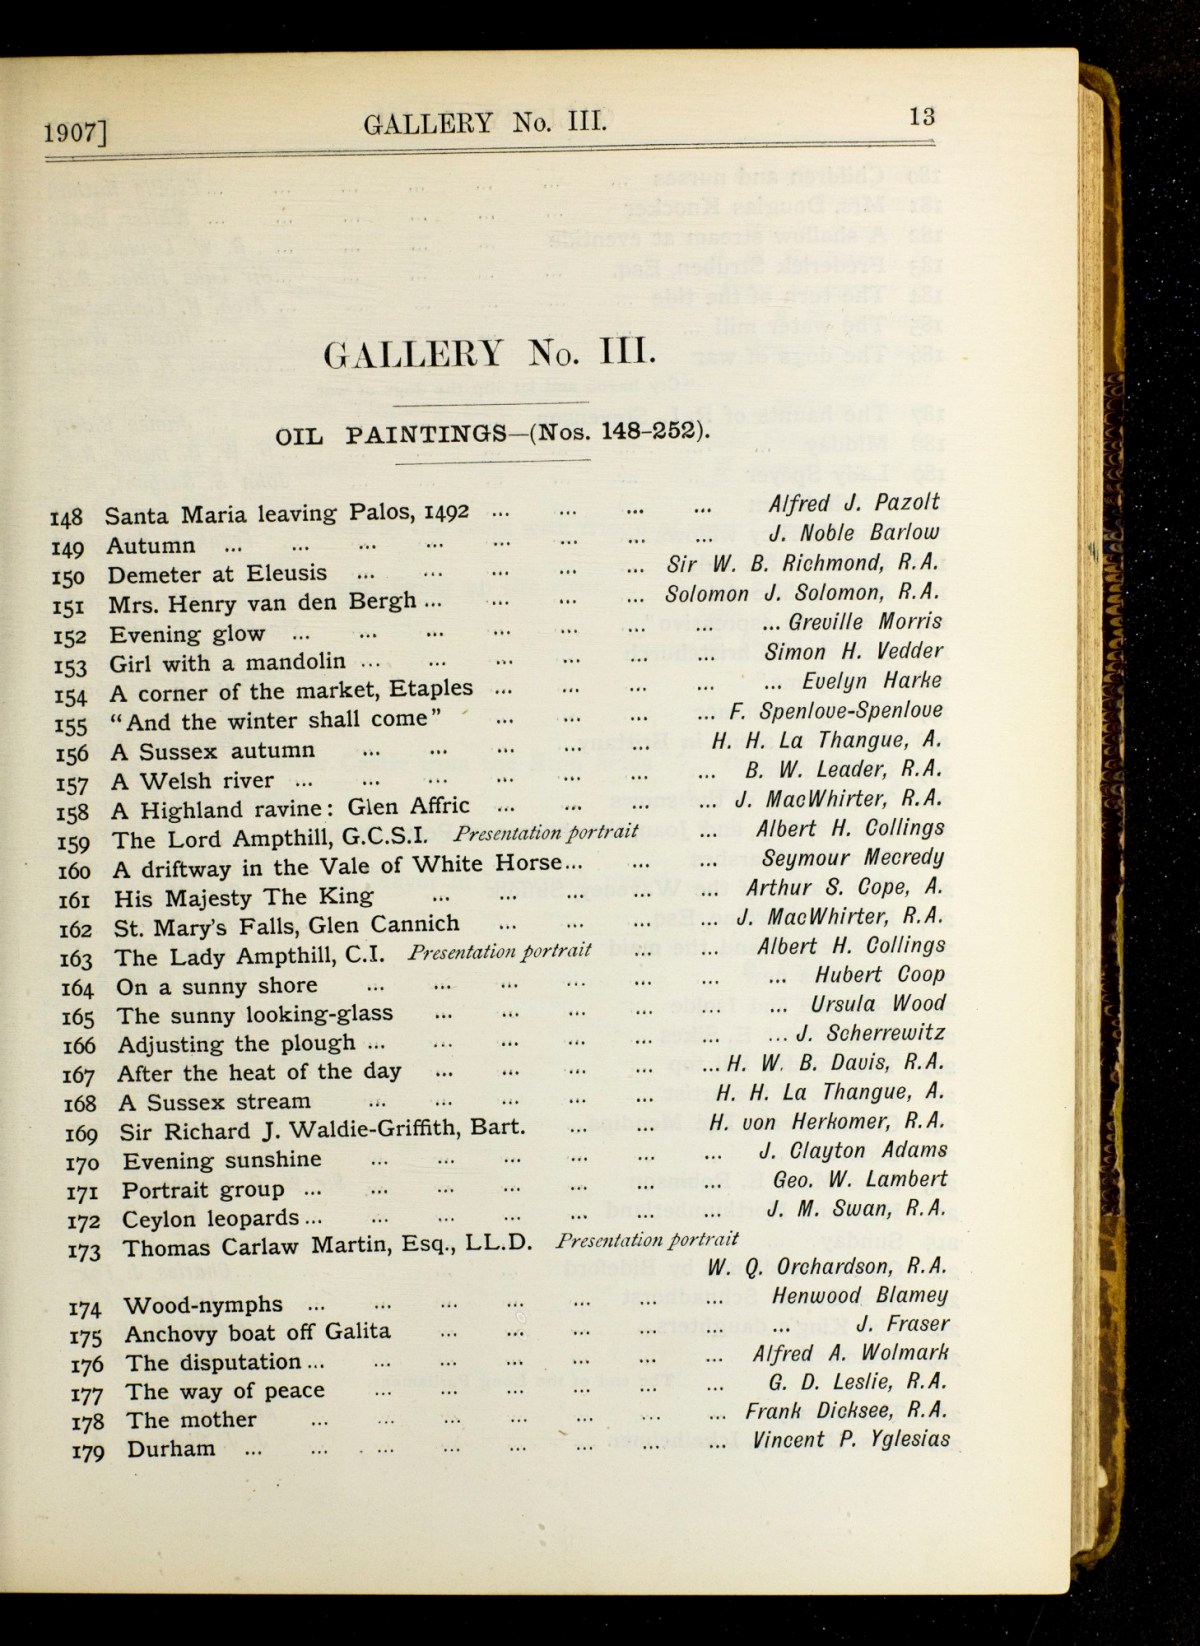 1907] GALLERY No. III. 13
GALLERY No. III.
OIL PAINTINGS—(Nos. 148-252).
148 Santa Maria leaving Palos, 1492 ... ... ... ... Alfred J. Pazolt
149 Autumn ... ... ... ... ... ... ... ... J. Noble Barlow
150 Demeter at Eleusis ... ... ... ... ... Sir W. B. Richmond, R.A.
151 Mrs. Henry van den Bergh ... ... ... ... Solomon J. Solomon, R.A.
152 Evening glow ... ... ... ... ... ... ... ... Greville Morris
153 Girl with a mandolin ... ... ... ... ... ... Simon H. Vedder
154 A corner of the market, Etaples ... ... ... ... ... Evelyn Harke
155 "And the winter shall come" ... ... ... ... F. Spenlove-Spenlove
156 A Sussex autumn ... ... ... ... ... H. H. La Thangue, A.
157 A Welsh river ... ... ... ... ... ... ... B. W. Leader, R.A.
158 A Highland ravine: Glen Affric ... ... ... ... J. MacWhirter, R.A.
159 The Lord Ampthill, G.C.S.I. Presentation portrait ... Albert H. Collings
160 A driftway in the Vale of White Horse... ... ... Seymour Mecredy
161 His Majesty The King ... ... ... ... ... Arthur S. Cope, A.
162 St. Mary's Falls, Glen Cannich ... ... ... ... J. MacWhirter, R.A.
163 The Lady Ampthill, C.I. Presentation portrait ... ... Albert H. Collings
164 On a sunny shore ... ... ... ... ... ... ... Hubert Coop
165 The sunny looking-glass ... ... ... ... ... ... Ursula Wood
166 Adjusting the plough ... ... ... ... ... ... ... J. Scherrewitz
167 After the heat of the day ... ... ... ... ... H. W. B. Davis, R.A.
168 A Sussex stream ... ... ... ... ... H. H. La Thangue, A.
169 Sir Richard J. Waldie-Griffith, Bart. ... ... H. von Herkomer, R.A.
170 Evening sunshine ... ... ... ... ... ... J. Clayton Adams
171 Portrait group ... ... ... ... ... ... ... Geo. W. Lambert
172 Ceylon leopards ... ... ... ... ... ... ... J. M. Swan, R.A.
173 Thomas Carlaw Martin, Esq., LL.D. Presentation portrait
W. Q. Orchardson, R.A.
174 Wood-nymphs ... ... ... ... ... ... ... Henwood Blamey
175 Anchovy boat off Galita ... ... ... ... ... ... J. Fraser
176 The disputation ... ... ... ... ... ... ... Alfred A. Wolmark
177 The way of peace ... ... ... ... ... ... G. D. Leslie, R.A.
178 The mother ... ... ... ... ... ... ... Frank Dicksee, R.A.
179 Durham ... ... ... ... ... ... ... ... Vincent P. Yglesias